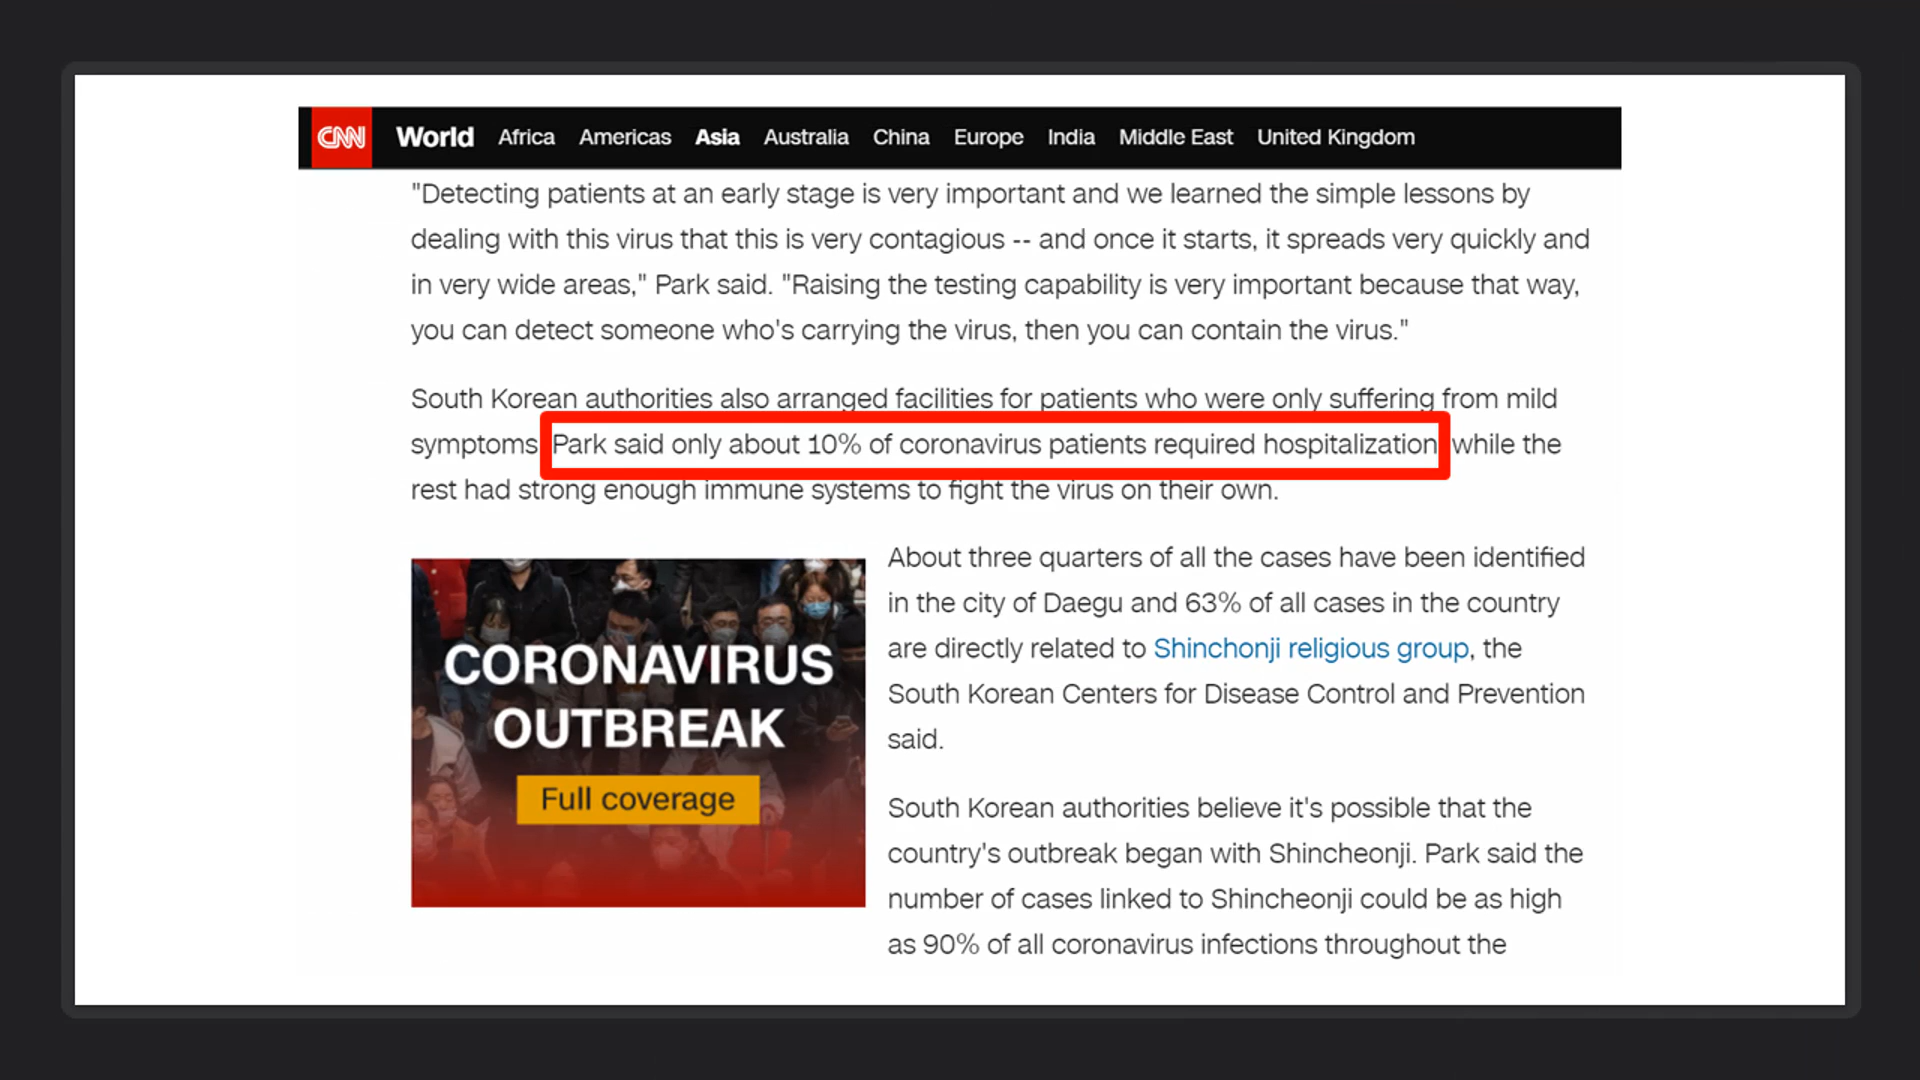 CNN World Africa Americas Asia Australia China Europe India Middle East United Kingdom
"Detecting patients at an early stage is very important and we learned the simple lessons by
dealing with this virus that this is very contagious -- and once it starts, it spreads very quickly and
in very wide areas," Park said. "Raising the testing capability is very important because that way,
you can detect someone who's carrying the virus, then you can contain the virus."
South Korean authorities also arranged facilities for patients who were only suffering from mild
symptoms Park said only about 10% of coronavirus patients required hospitalization while the
rest had strong enough immune systems to fight the virus on their own.
CORONAVIRUS
OUTBREAK
Full coverage
About three quarters of all the cases have been identified
in the city of Daegu and 63% of all cases in the country
are directly related to Shinchonji religious group, the
South Korean Centers for Disease Control and Prevention
said.
South Korean authorities believe it's possible that the
country's outbreak began with Shincheonji. Park said the
number of cases linked to Shincheonji could be as high
as 90% of all coronavirus infections throughout the